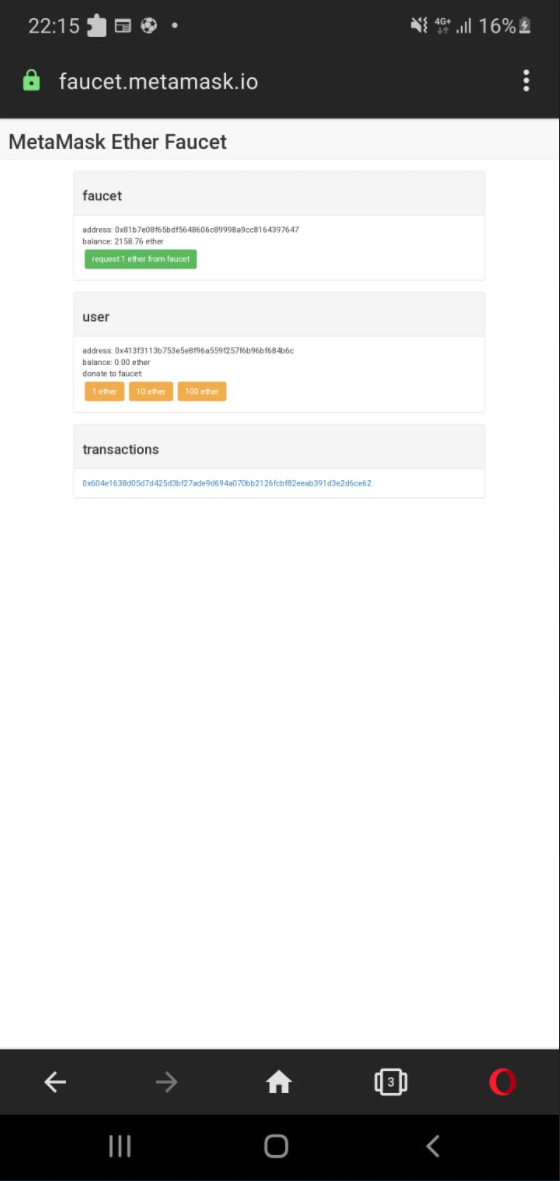 22:15
4G+ 16%
faucet.metamask.io
MetaMask Ether Faucet
faucet
address: 0x81b7e08f65bdf5648606c89998a9cc8164397647
balance: 2158.76 ether
request 1 ether from faucet
user
address: 0x413f3113b753e5e8f96a559f257f6b96bf684b6c
balance: 0.00 ether
donate to faucet
1 ether 10 ether 100 ether
transactions
0x604e1638d05d7d425d3bf27ade9d694a070bb2126fcbf82eeab391d3e2d6ce62
3